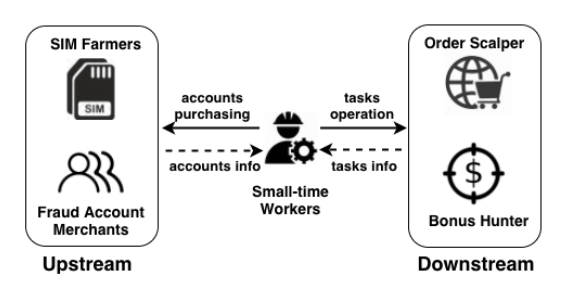 SIM Farmers
SIM
Fraud Account
Merchants
Upstream
accounts
purchasing
accounts info
Small-time
Workers
tasks
operation
tasks info
Order Scalper
$
Bonus Hunter
Downstream